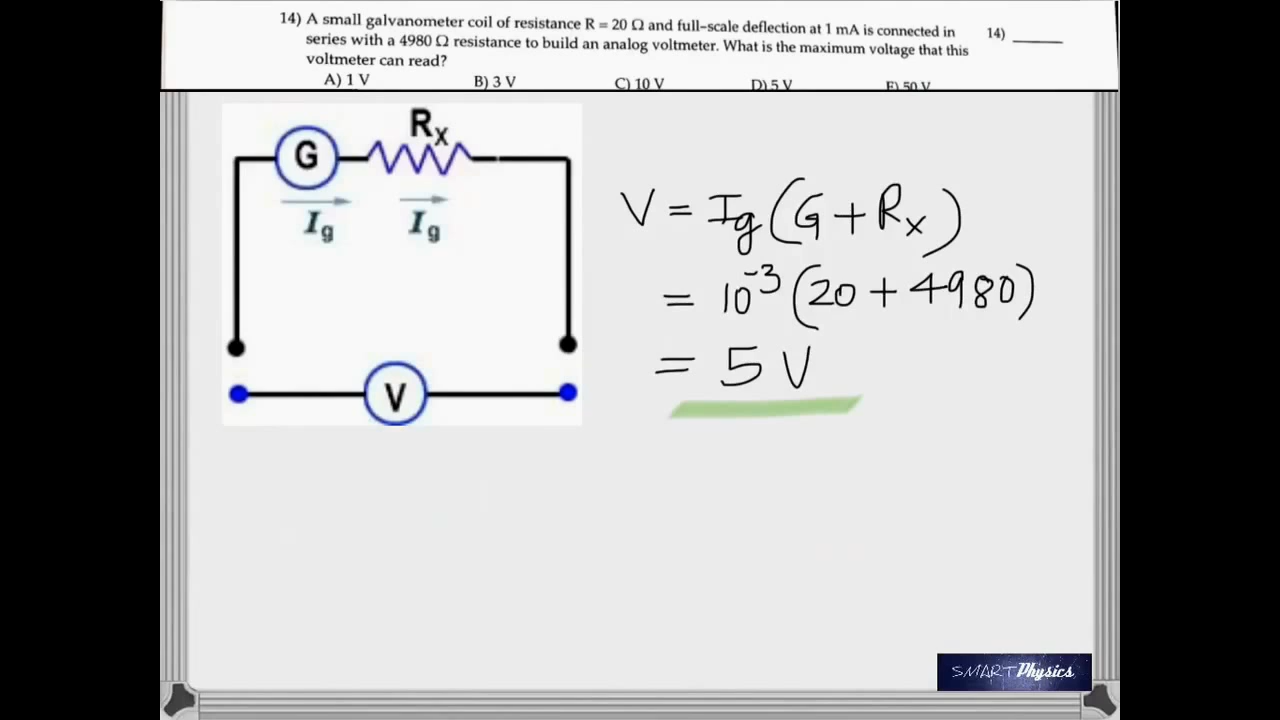 14) A small galvanometer coil of resistance R = 20 Ω and full-scale deflection at 1 mA is connected in 14) ______
series with a 4980 Ω resistance to build an analog voltmeter. What is the maximum voltage that this
voltmeter can read?
A) 1 V B) 3 V C) 10 V D) 5 V E) 50 V
G Rx
Ig Ig
V
V = Ig(G + Rx)
= 10⁻³(20 + 4980)
= 5 V
SMART Physics